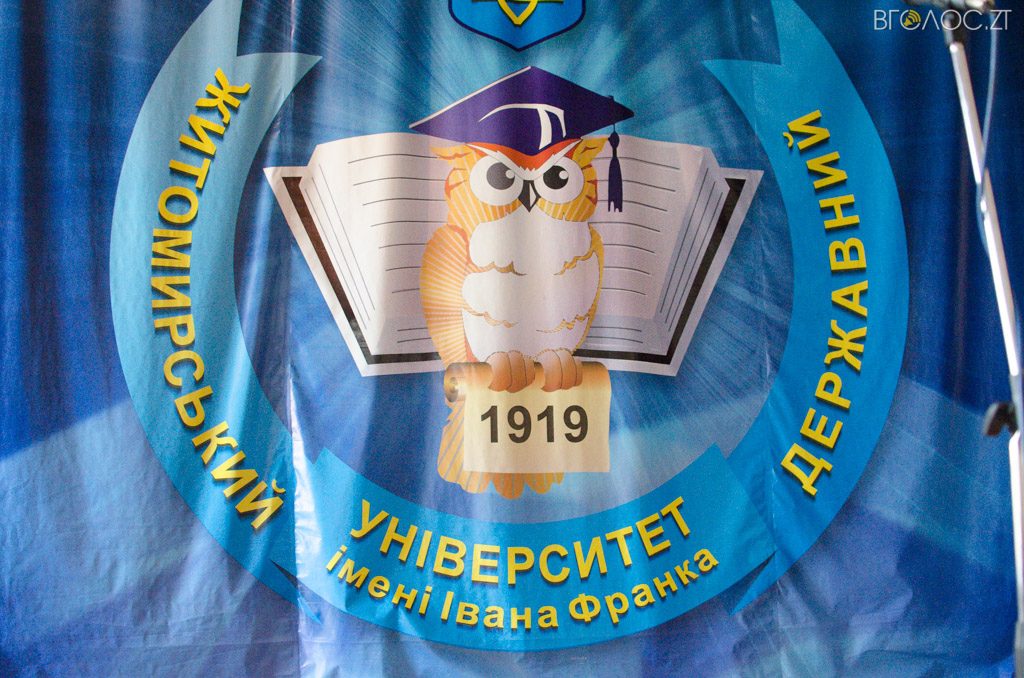 ВГОЛОС.ZT
ЖИТОМИРСЬКИЙ
ДЕРЖАВНИЙ
1919
УНІВЕРСИТЕТ
імені Івана Франка